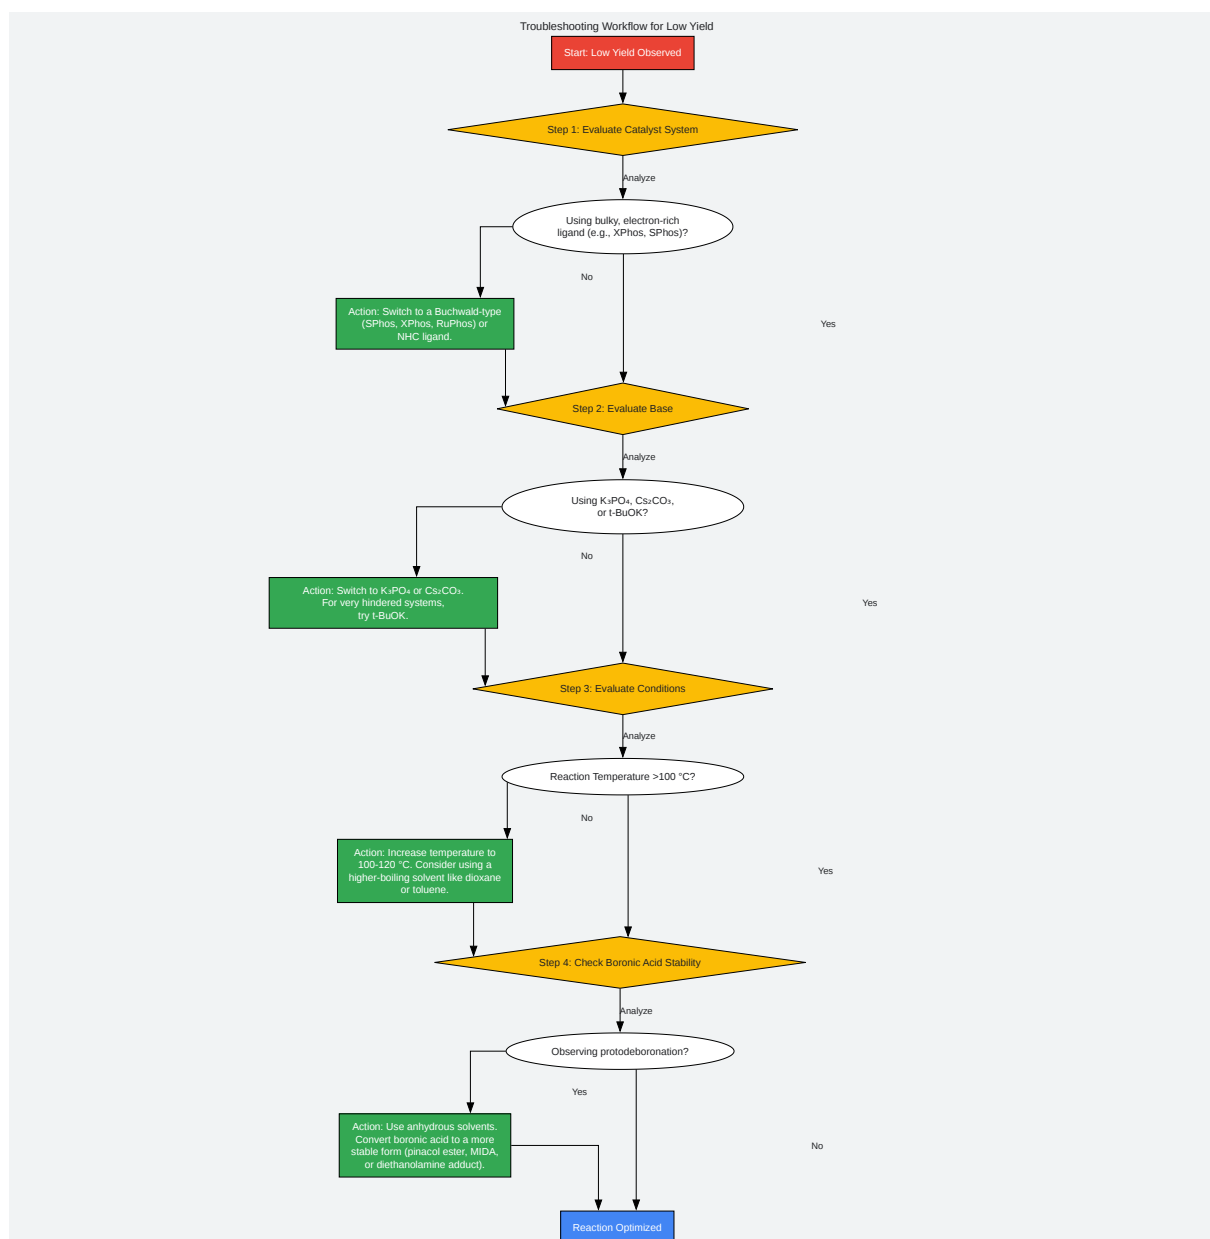 Troubleshooting Workflow for Low Yield
Start: Low Yield Observed
Step 1: Evaluate Catalyst System
Analyze
Using bulky, electron-rich
ligand (e.g., XPhos, SPhos)?
No
Action: Switch to a Buchwald-type
(SPhos, XPhos, RuPhos) or
NHC ligand.
Yes
Step 2: Evaluate Base
Analyze
Using K₃PO₄, Cs₂CO₃,
or t-BuOK?
No
Action: Switch to K₃PO₄ or Cs₂CO₃.
For very hindered systems,
try t-BuOK.
Yes
Step 3: Evaluate Conditions
Analyze
Reaction Temperature >100 °C?
No
Action: Increase temperature to
100-120 °C. Consider using a
higher-boiling solvent like dioxane
or toluene.
Yes
Step 4: Check Boronic Acid Stability
Analyze
Observing protodeboronation?
Yes
Action: Use anhydrous solvents.
Convert boronic acid to a more
stable form (pinacol ester, MIDA,
or diethanolamine adduct).
No
Reaction Optimized